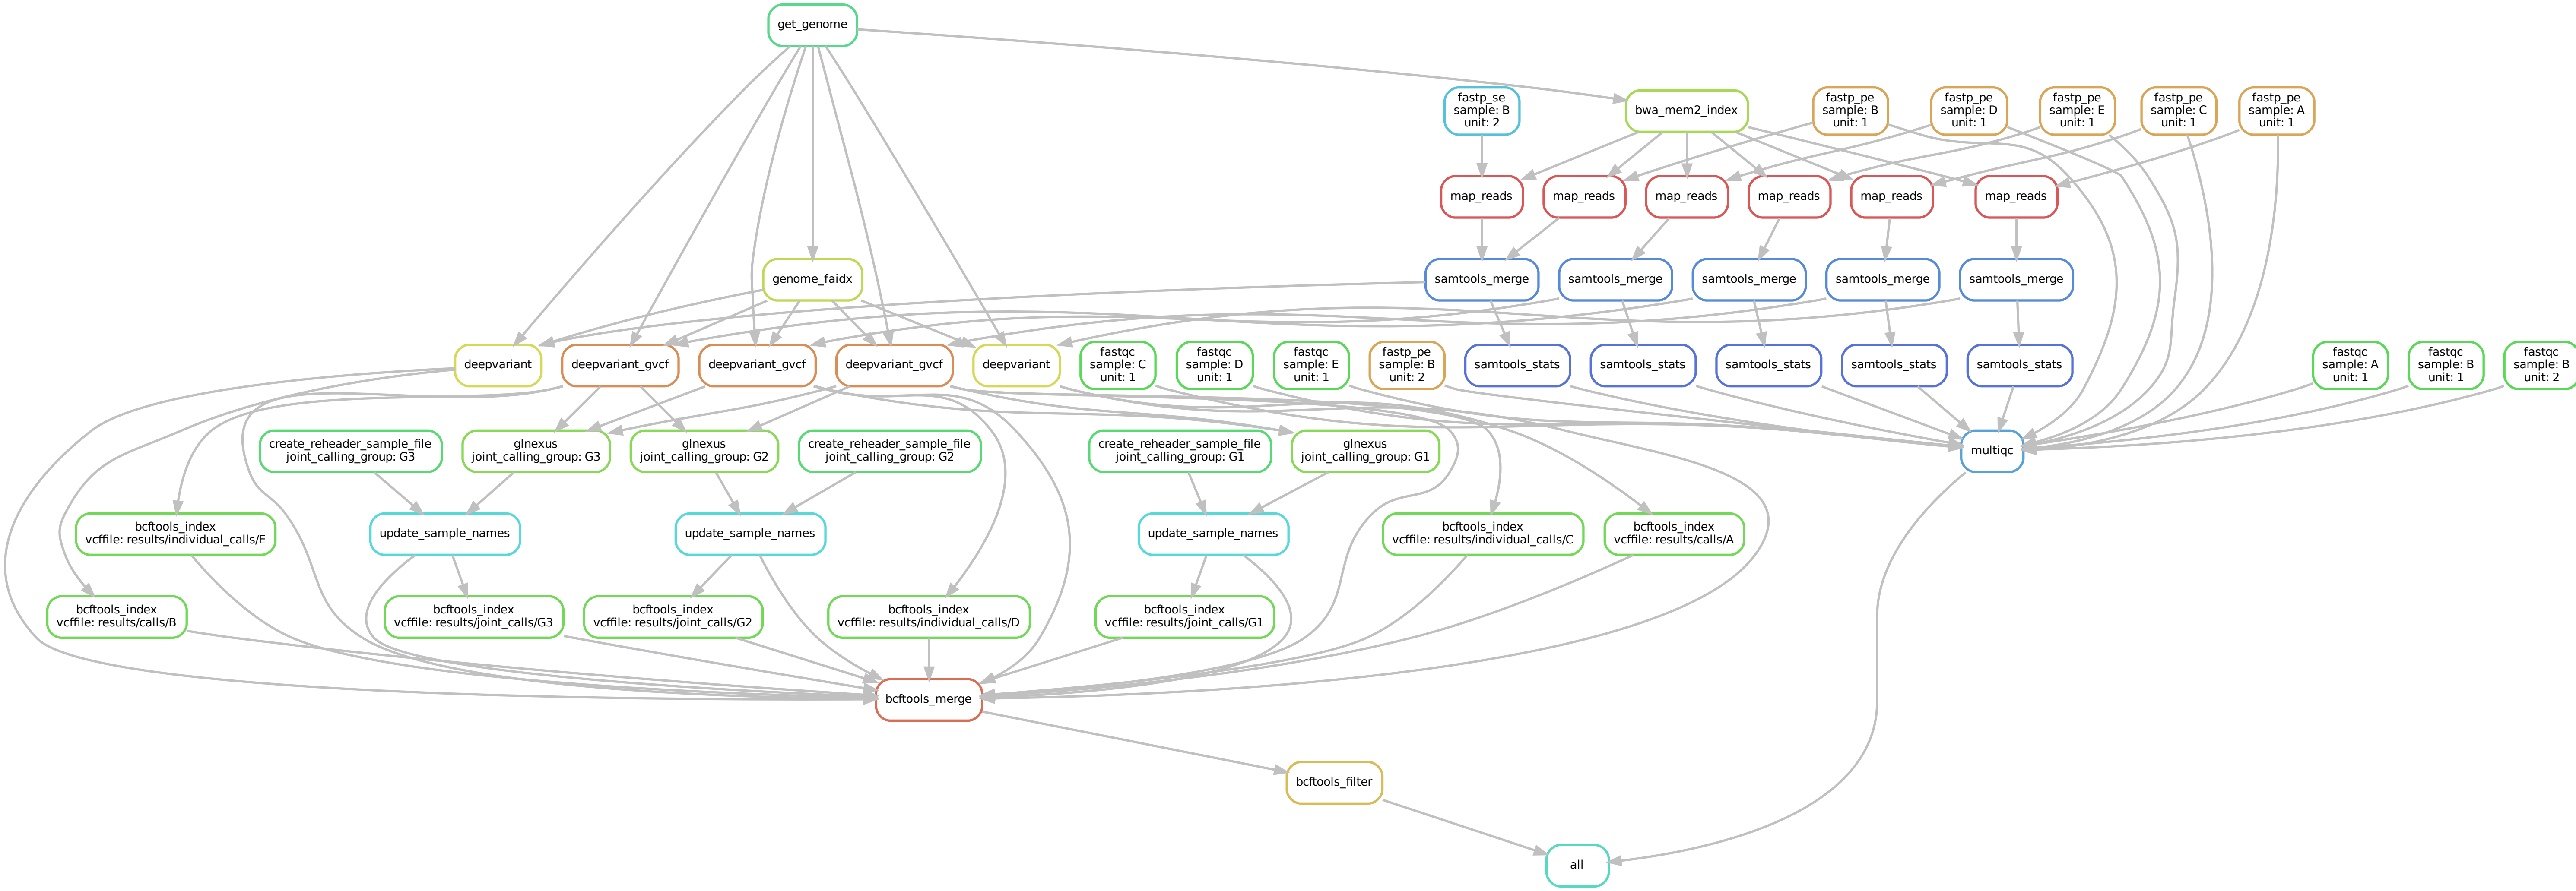 get_genome
fastp_se
sample: B
unit: 2
bwa_mem2_index
fastp_pe
sample: B
unit: 1
fastp_pe
sample: D
unit: 1
fastp_pe
sample: E
unit: 1
fastp_pe
sample: C
unit: 1
fastp_pe
sample: A
unit: 1
map_reads
map_reads
map_reads
map_reads
map_reads
map_reads
genome_faidx
samtools_merge
samtools_merge
samtools_merge
samtools_merge
samtools_merge
deepvariant
deepvariant_gvcf
deepvariant_gvcf
deepvariant_gvcf
deepvariant
fastqc
sample: C
unit: 1
fastqc
sample: D
unit: 1
fastqc
sample: E
unit: 1
fastp_pe
sample: B
unit: 2
samtools_stats
samtools_stats
samtools_stats
samtools_stats
samtools_stats
fastqc
sample: A
unit: 1
fastqc
sample: B
unit: 1
fastqc
sample: B
unit: 2
create_reheader_sample_file
joint_calling_group: G3
glnexus
joint_calling_group: G3
glnexus
joint_calling_group: G2
create_reheader_sample_file
joint_calling_group: G2
create_reheader_sample_file
joint_calling_group: G1
glnexus
joint_calling_group: G1
multiqc
bcftools_index
vcffile: results/individual_calls/E
update_sample_names
update_sample_names
update_sample_names
bcftools_index
vcffile: results/individual_calls/C
bcftools_index
vcffile: results/calls/A
bcftools_index
vcffile: results/calls/B
bcftools_index
vcffile: results/joint_calls/G3
bcftools_index
vcffile: results/joint_calls/G2
bcftools_index
vcffile: results/individual_calls/D
bcftools_index
vcffile: results/joint_calls/G1
bcftools_merge
bcftools_filter
all